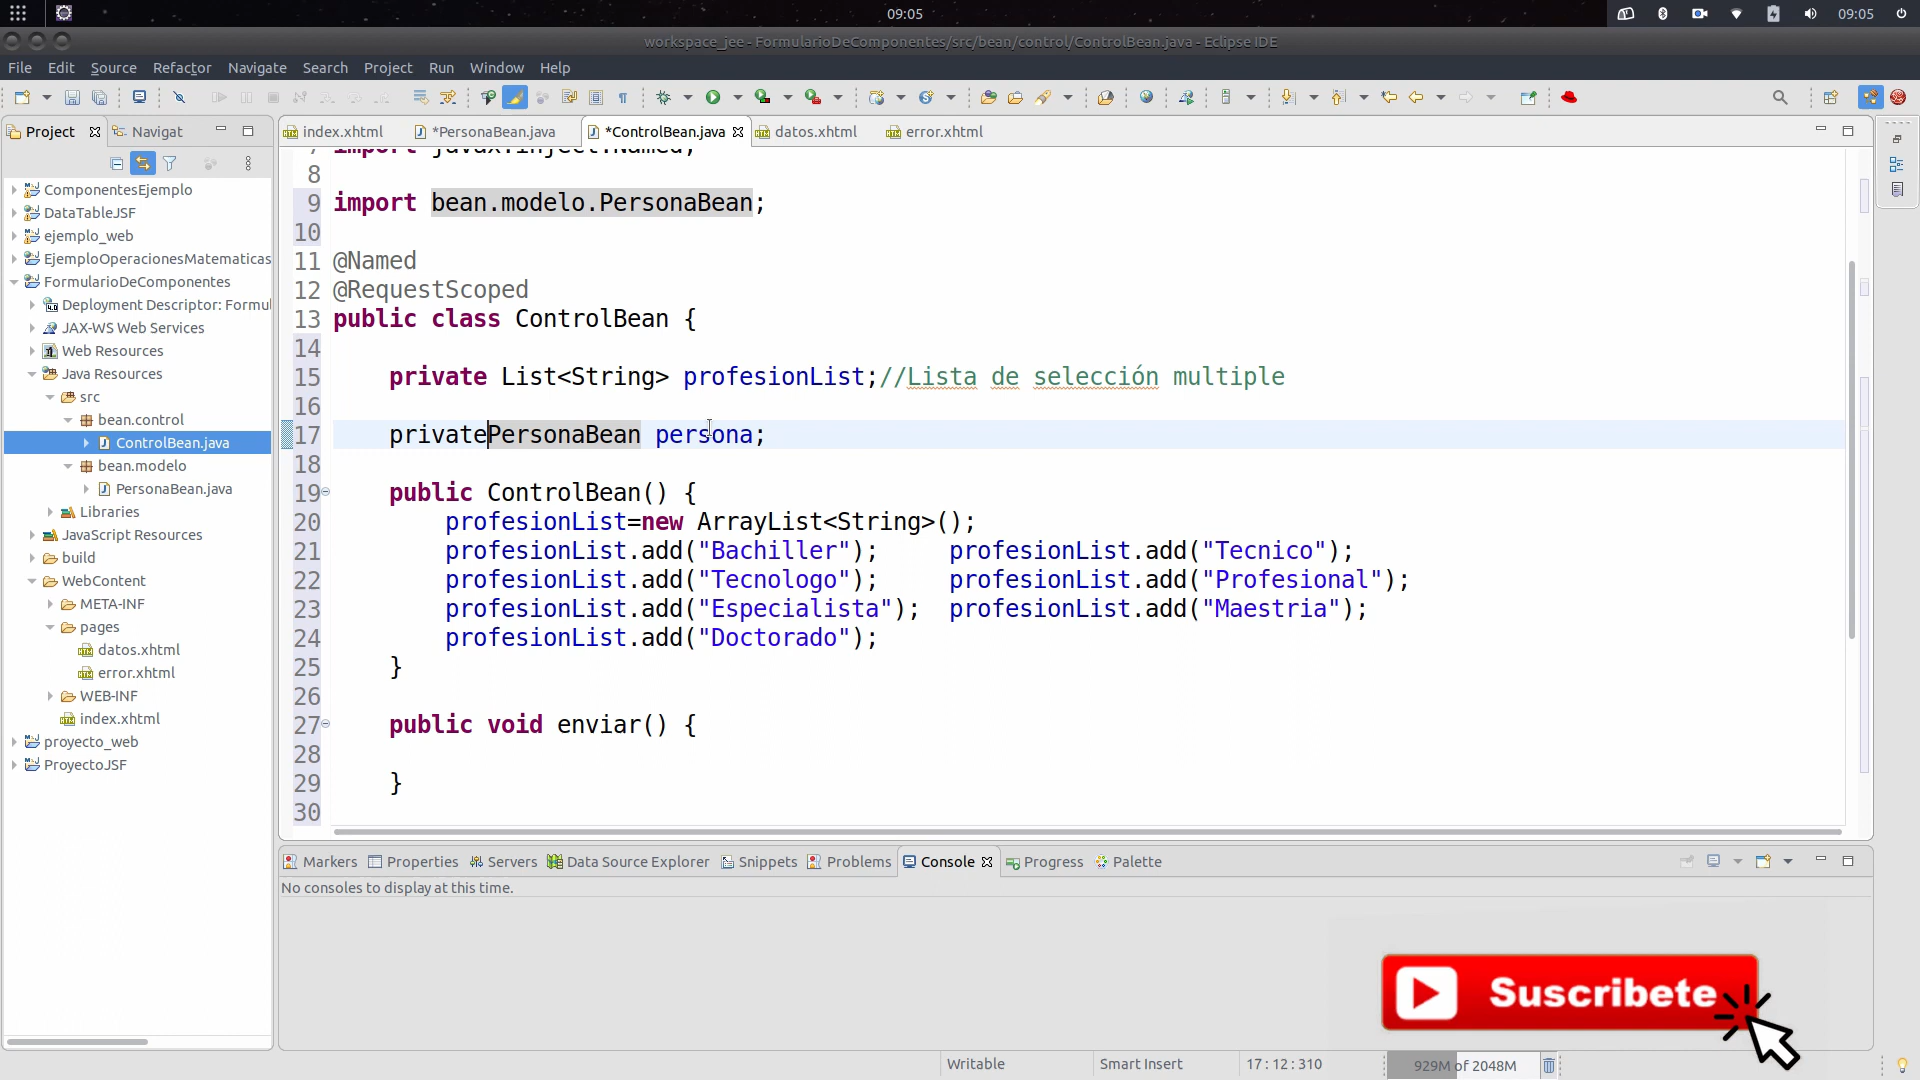 09:05
09:05
workspace_jee - FormularioDeComponentes/src/bean/control/ControlBean.java - Eclipse IDE
File Edit Source Refactor Navigate Search Project Run Window Help
Project Navigat
index.xhtml *PersonaBean.java *ControlBean.java datos.xhtml error.xhtml
ComponentesEjemplo
DataTableJSF
ejemplo_web
EjemploOperacionesMatematicas
FormularioDeComponentes
Deployment Descriptor: Formu
JAX-WS Web Services
Web Resources
Java Resources
src
bean.control
ControlBean.java
bean.modelo
PersonaBean.java
Libraries
JavaScript Resources
build
WebContent
META-INF
pages
datos.xhtml
error.xhtml
WEB-INF
index.xhtml
proyecto_web
ProyectoJSF
7 import javax.inject.Named;
8
9 import bean.modelo.PersonaBean;
10
11 @Named
12 @RequestScoped
13 public class ControlBean {
14
15 private List<String> profesionList;//Lista de selección multiple
16
17 privatePersonaBean persona;
18
19 public ControlBean() {
20 profesionList=new ArrayList<String>();
21 profesionList.add("Bachiller"); profesionList.add("Tecnico");
22 profesionList.add("Tecnologo"); profesionList.add("Profesional");
23 profesionList.add("Especialista"); profesionList.add("Maestria");
24 profesionList.add("Doctorado");
25 }
26
27 public void enviar() {
28
29 }
30
Markers Properties Servers Data Source Explorer Snippets Problems Console Progress Palette
No consoles to display at this time.
Suscribete
Writable Smart Insert 17 : 12 : 310 929M of 2048M